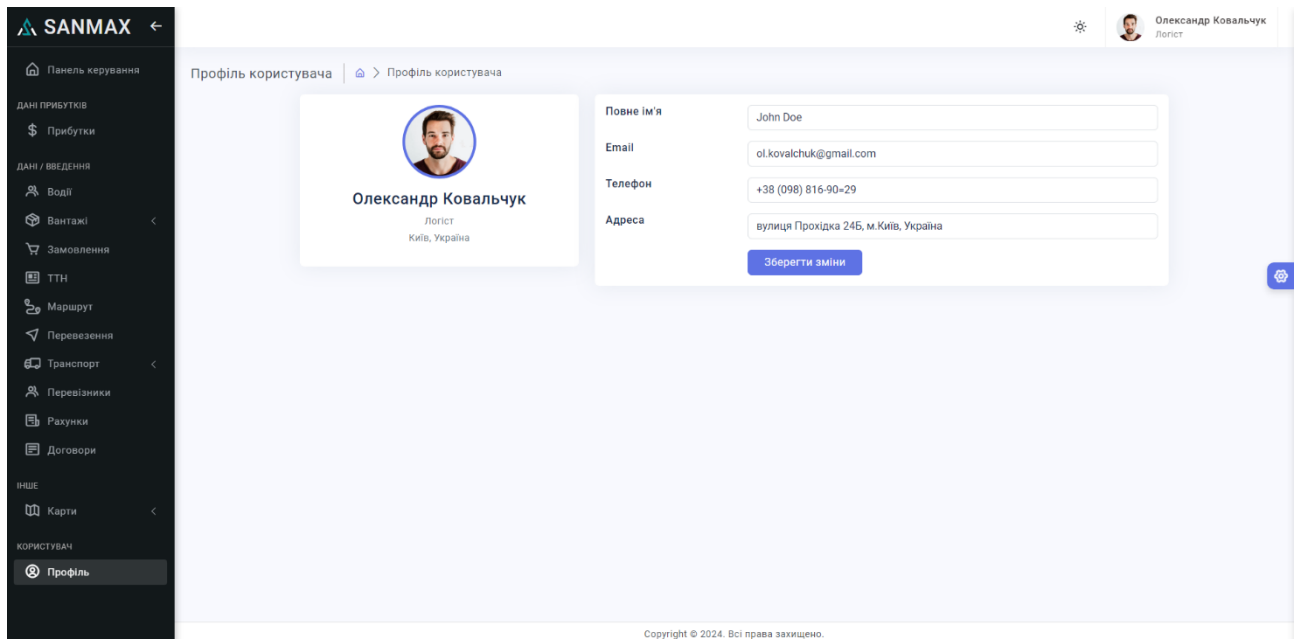 SANMAX
Олександр Ковальчук
Логіст
Панель керування
ДАНІ ПРИБУТКІВ
Прибутки
ДАНІ / ВВЕДЕННЯ
Водії
Вантажі
Замовлення
ТТН
Маршрут
Перевезення
Транспорт
Перевізники
Рахунки
Договори
ІНШЕ
Карти
КОРИСТУВАЧ
Профіль
Профіль користувача
Профіль користувача
Олександр Ковальчук
Логіст
Київ, Україна
Повне ім'я
John Doe
Email
ol.kovalchuk@gmail.com
Телефон
+38 (098) 816-90=29
Адреса
вулиця Прохідка 24Б, м.Київ, Україна
Зберегти зміни
Copyright © 2024. Всі права захищено.